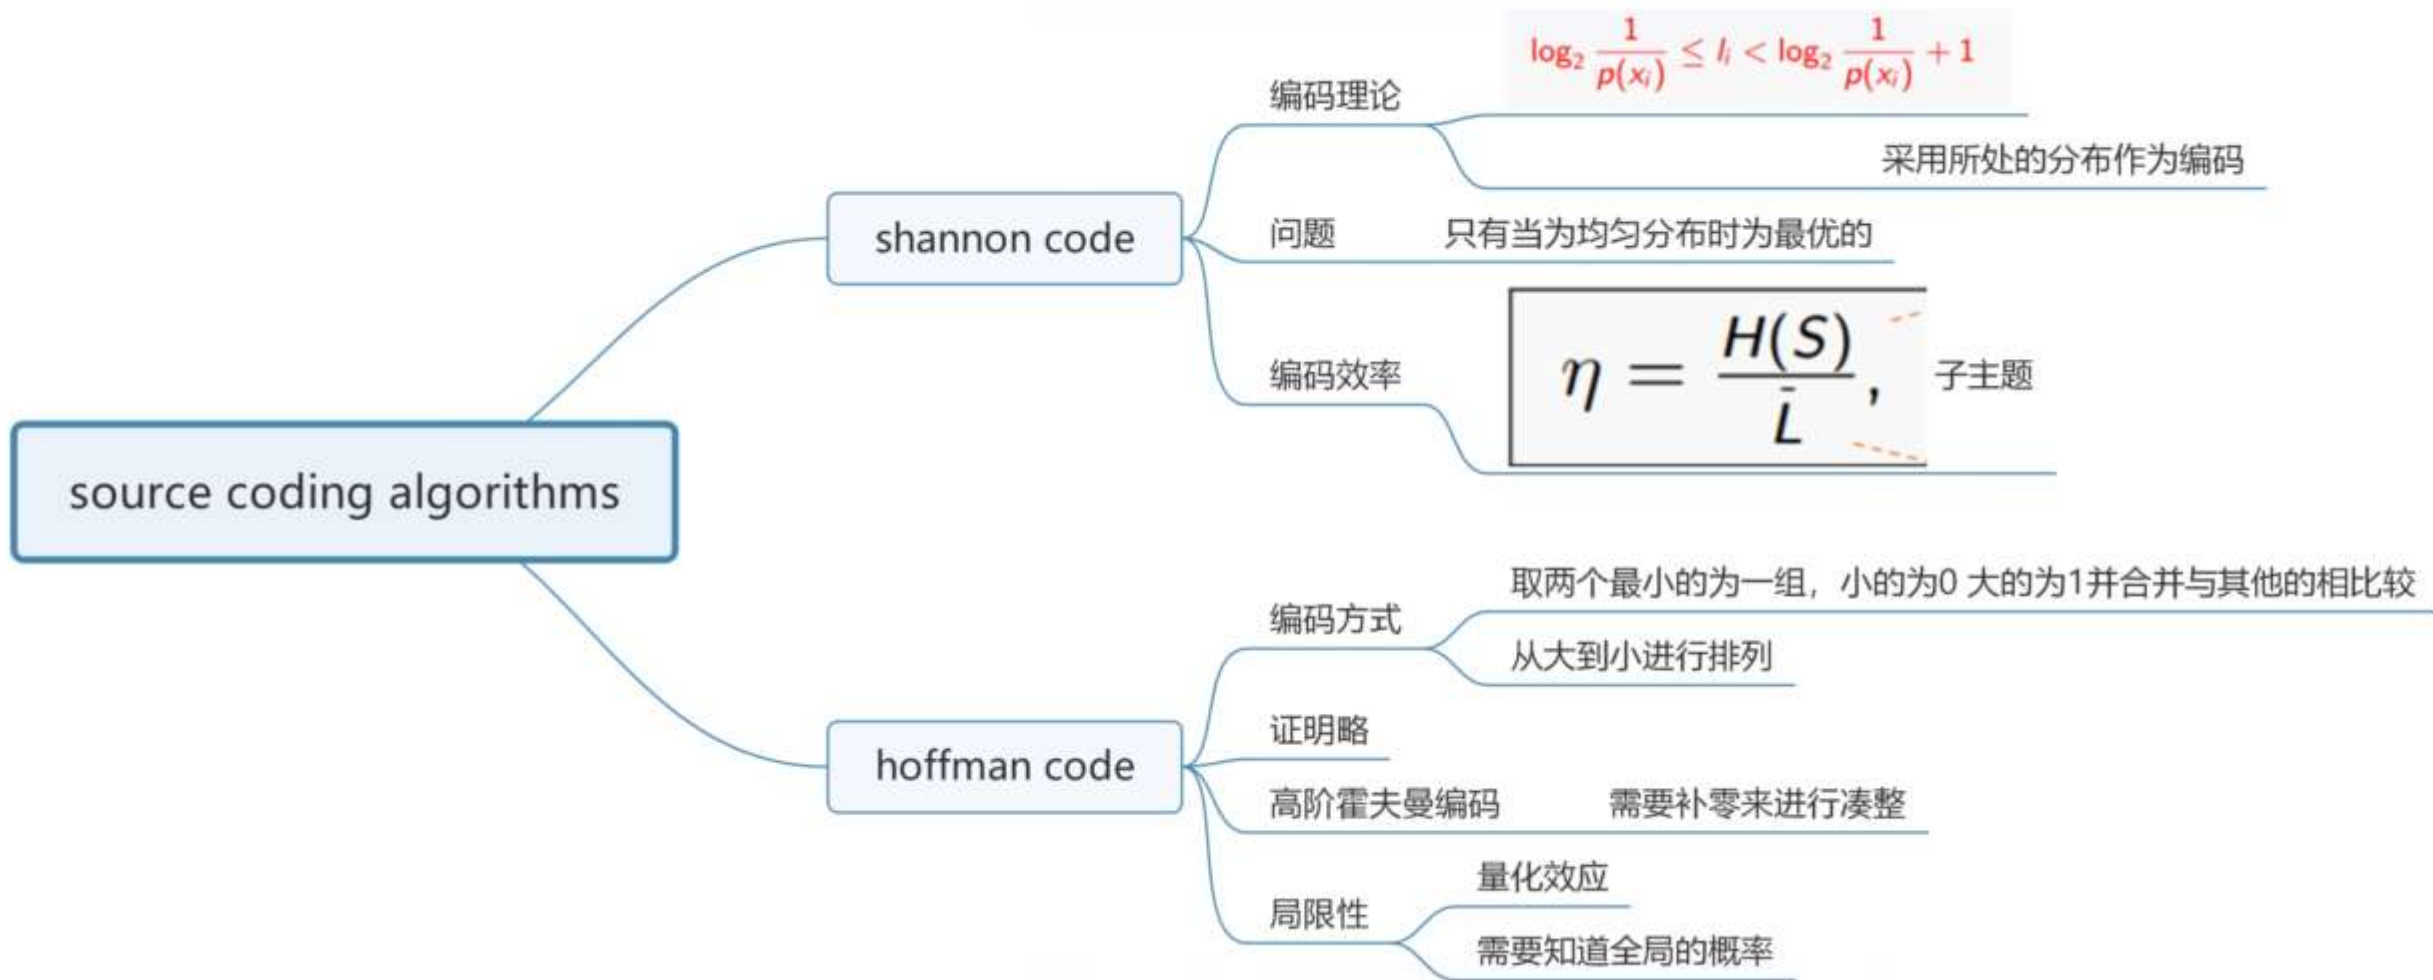 source coding algorithms
shannon code
编码理论
log₂ 1/p(xᵢ) ≤ lᵢ < log₂ 1/p(xᵢ) + 1
采用所处的分布作为编码
问题
只有当为均匀分布时为最优的
编码效率
η = H(S)/L̄,
子主题
hoffman code
编码方式
取两个最小的为一组，小的为0 大的为1并合并与其他的相比较
从大到小进行排列
证明略
高阶霍夫曼编码
需要补零来进行凑整
局限性
量化效应
需要知道全局的概率